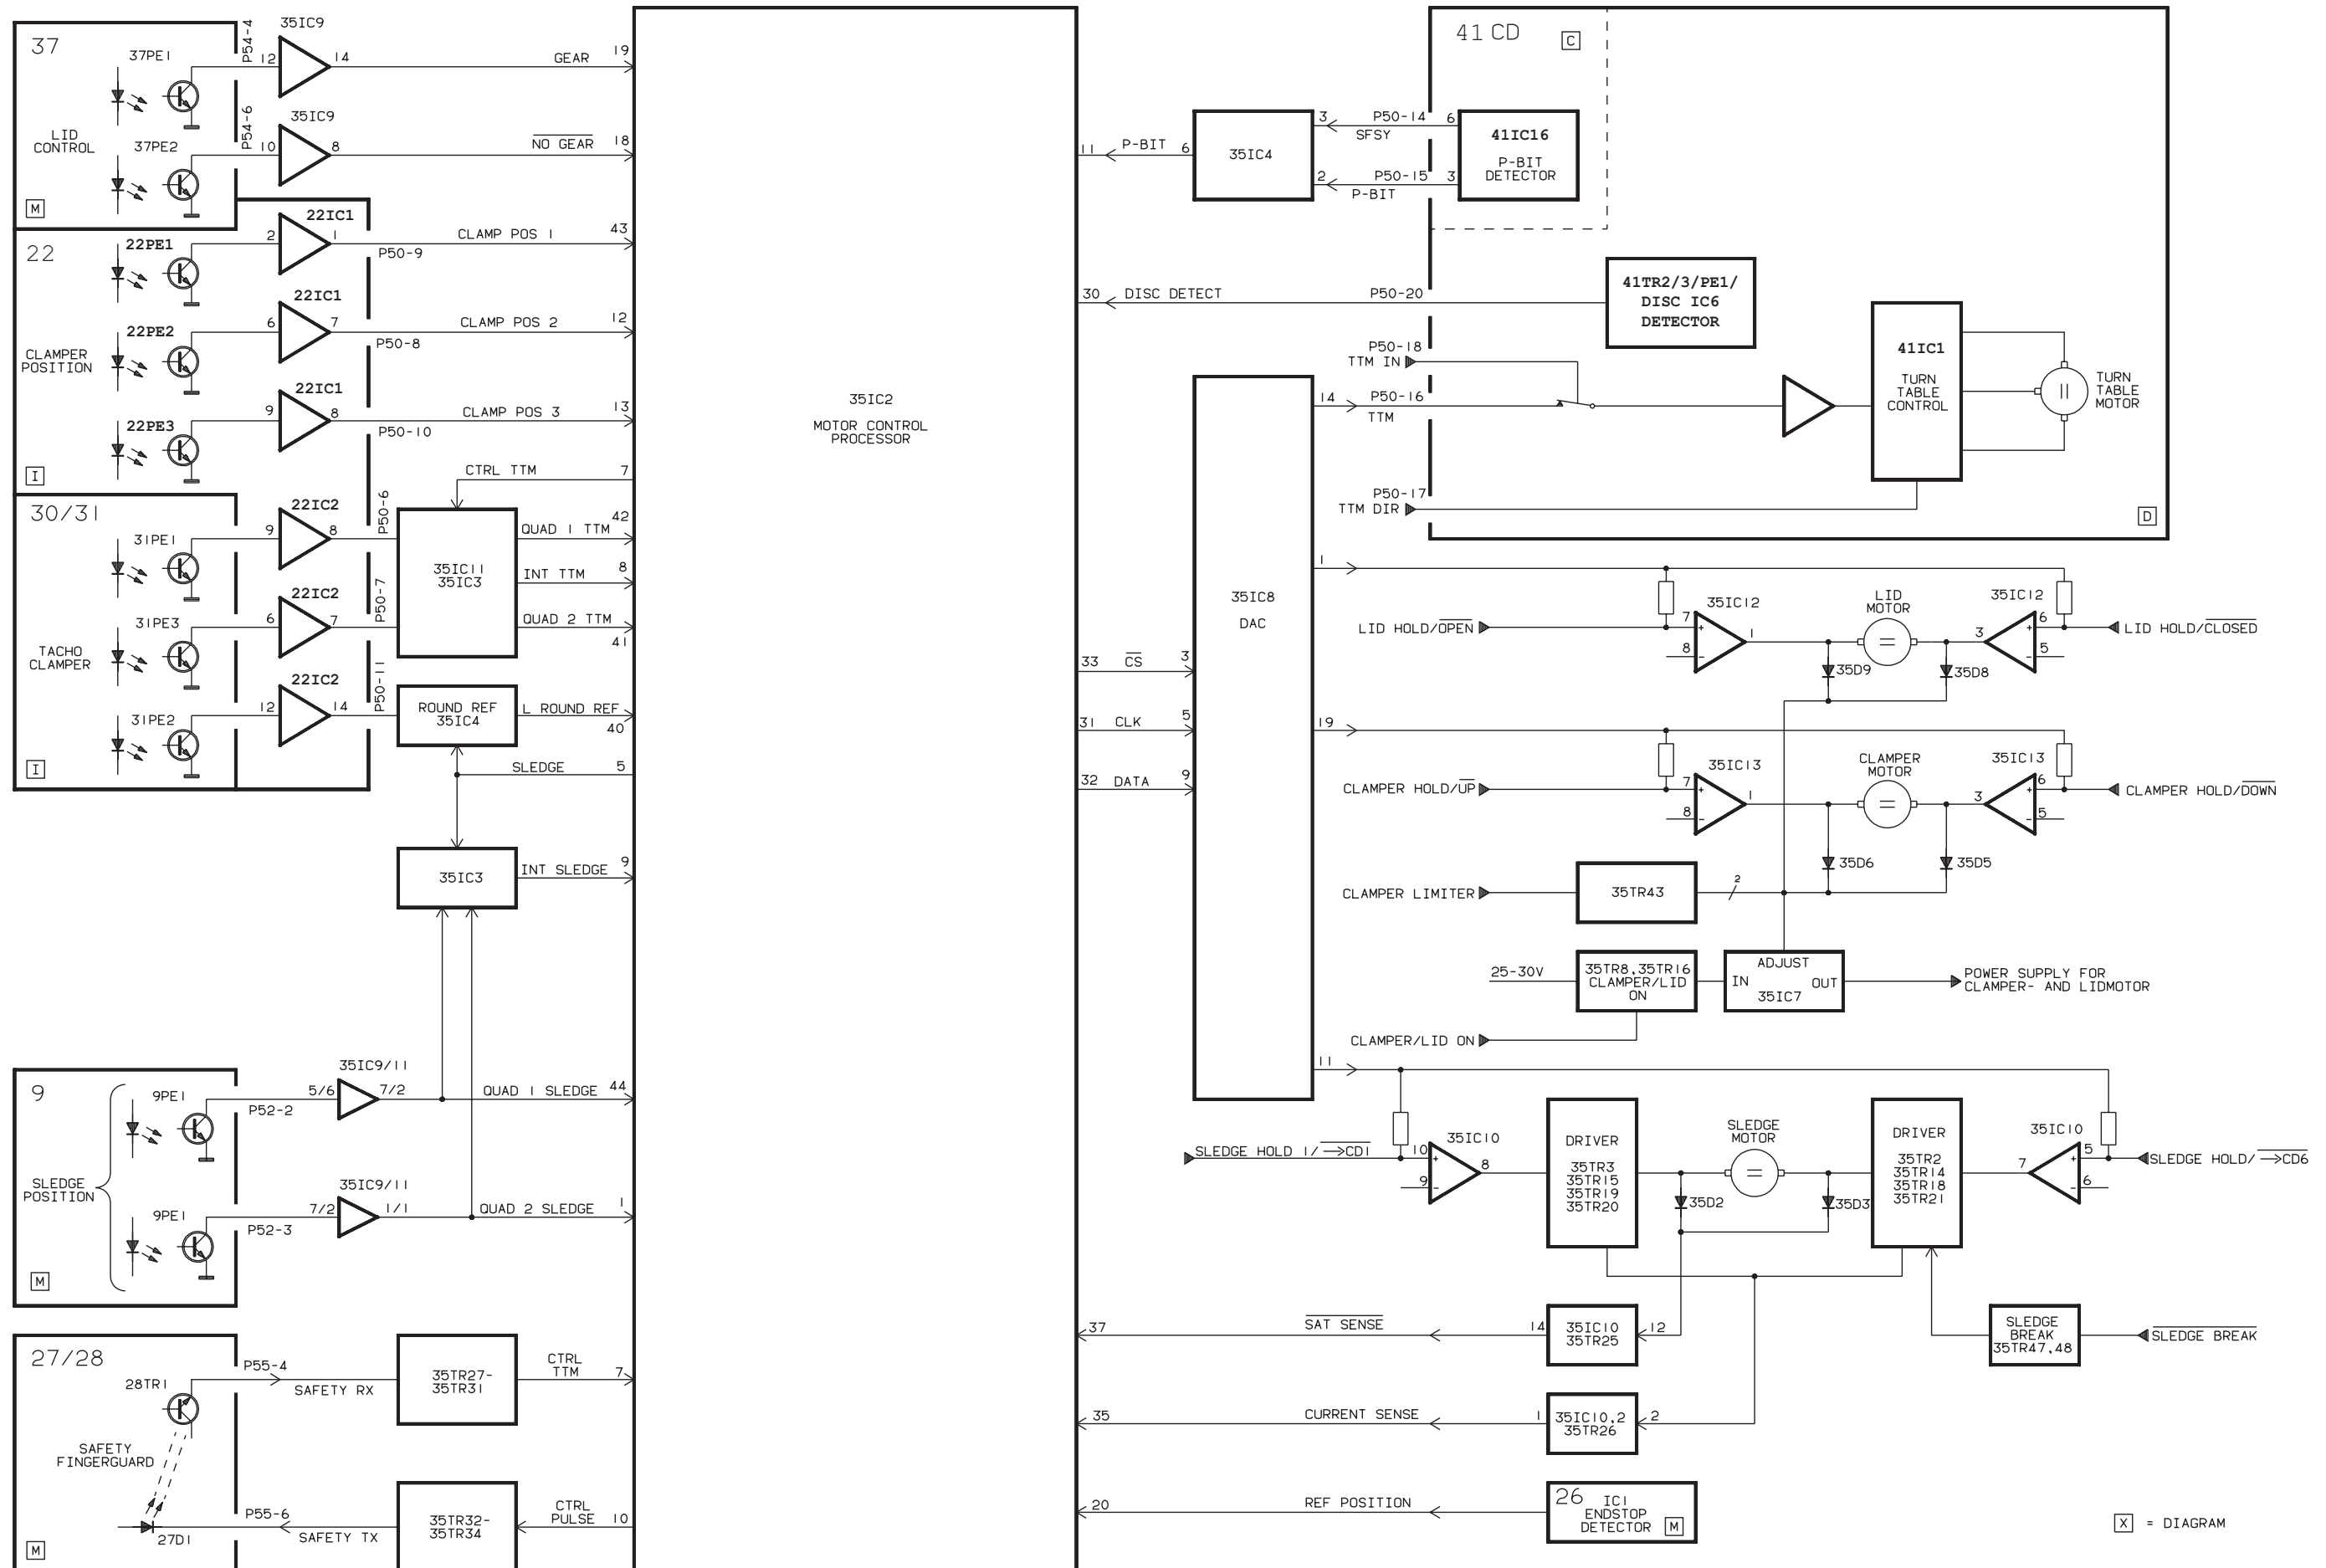 37
37PE1
LID
CONTROL
37PE2
M
P54-4
P54-6
35IC9
12
14
GEAR
19
35IC9
10
8
NO GEAR
18
22
22PE1
22IC1
2
1
CLAMP POS 1
43
P50-9
22PE2
CLAMPER
POSITION
22IC1
6
7
CLAMP POS 2
12
P50-8
22PE3
22IC1
9
8
CLAMP POS 3
13
P50-10
I
30/31
31PE1
22IC2
9
8
P50-6
CTRL TTM
7
35IC11
35IC3
QUAD 1 TTM
42
INT TTM
8
QUAD 2 TTM
41
31PE3
TACHO
CLAMPER
22IC2
6
7
P50-7
31PE2
22IC2
12
14
P50-11
ROUND REF
35IC4
L ROUND REF
40
I
SLEDGE
5
35IC3
INT SLEDGE
9
9
9PE1
SLEDGE
POSITION
9PE1
M
P52-2
5/6
35IC9/11
7/2
QUAD 1 SLEDGE
44
P52-3
7/2
35IC9/11
1/1
QUAD 2 SLEDGE
1
27/28
28TR1
SAFETY
FINGERGUARD
27D1
M
P55-4
SAFETY RX
35TR27-
35TR31
CTRL
TTM
7
P55-6
SAFETY TX
35TR32-
35TR34
CTRL
PULSE
10
35IC2
MOTOR CONTROL
PROCESSOR
41 CD
C
11
P-BIT
6
35IC4
3
P50-14
6
SFSY
2
P50-15
3
P-BIT
41IC16
P-BIT
DETECTOR
30
DISC DETECT
P50-20
41TR2/3/PE1/
DISC IC6
DETECTOR
P50-18
TTM IN
14
P50-16
TTM
P50-17
TTM DIR
41IC1
TURN
TABLE
CONTROL
TURN
TABLE
MOTOR
D
35IC8
DAC
33
CS
3
31
CLK
5
32
DATA
9
1
LID HOLD/OPEN
7
+
8
-
35IC12
1
LID
MOTOR
35D9
35D8
35IC12
3
6
+
5
-
LID HOLD/CLOSED
19
CLAMPER HOLD/UP
7
+
8
-
35IC13
1
CLAMPER
MOTOR
35D6
35D5
35IC13
3
6
+
5
-
CLAMPER HOLD/DOWN
CLAMPER LIMITER
35TR43
2
25-30V
35TR8,35TR16
CLAMPER/LID
ON
ADJUST
IN
OUT
35IC7
POWER SUPPLY FOR
CLAMPER- AND LIDMOTOR
CLAMPER/LID ON
11
SLEDGE HOLD 1/→CD1
10
+
9
-
35IC10
8
DRIVER
35TR3
35TR15
35TR19
35TR20
SLEDGE
MOTOR
35D2
35D3
DRIVER
35TR2
35TR14
35TR18
35TR21
35IC10
7
5
+
6
-
SLEDGE HOLD/→CD6
37
SAT SENSE
14
35IC10
35TR25
12
SLEDGE
BREAK
35TR47,48
SLEDGE BREAK
35
CURRENT SENSE
1
35IC10,2
35TR26
2
20
REF POSITION
26
IC1
ENDSTOP
DETECTOR
M
X = DIAGRAM